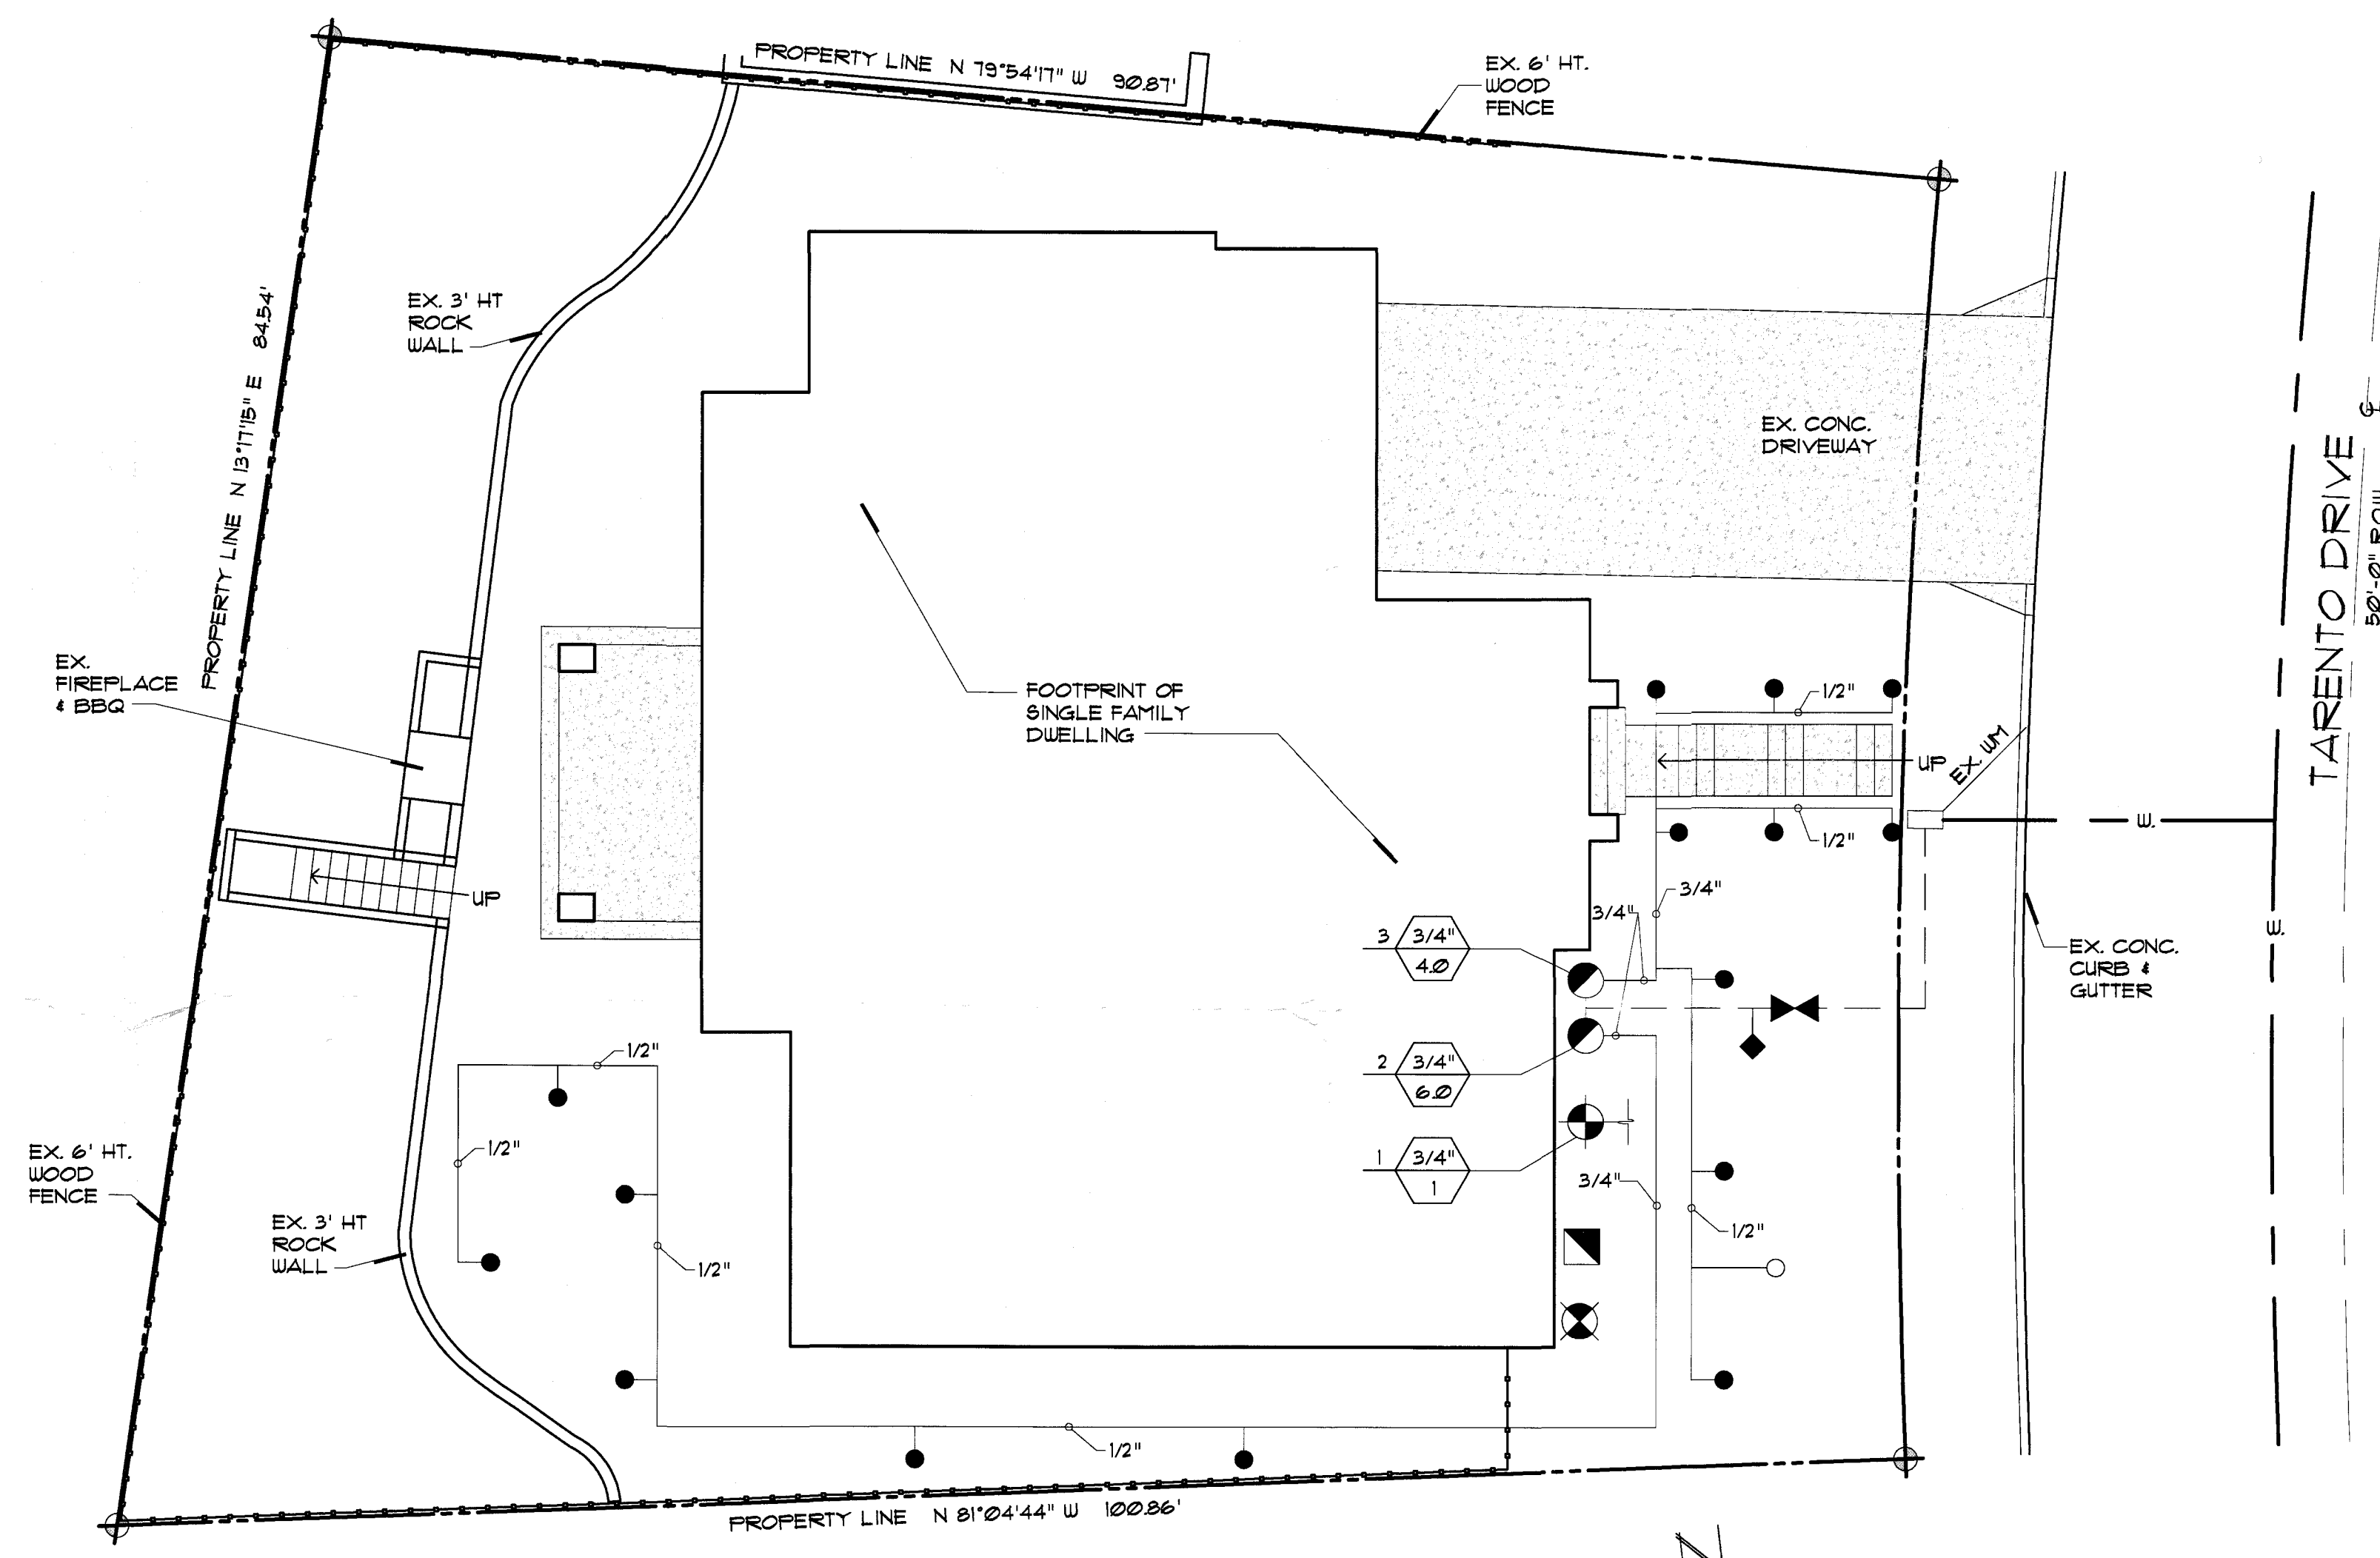 PROPERTY LINE N 79°54'17" W 90.87'
EX. 6' HT.
WOOD
FENCE
PROPERTY LINE N 13°17'15" E 84.54'
EX. 3' HT
ROCK
WALL
EX. CONC.
DRIVEWAY
TARENTO DRIVE
℄
EX.
FIREPLACE
& BBQ
FOOTPRINT OF
SINGLE FAMILY
DWELLING
1/2"
UP
EX. WM
W.
1/2"
UP
3/4"
3/4"
W.
3 3/4"
4.0
EX. CONC.
CURB &
GUTTER
1/2"
2 3/4"
6.0
1/2"
EX. 6' HT.
WOOD
FENCE
1 3/4"
1
3/4"
EX. 3' HT
ROCK
WALL
1/2"
1/2"
1/2"
PROPERTY LINE N 81°04'44" W 100.86'